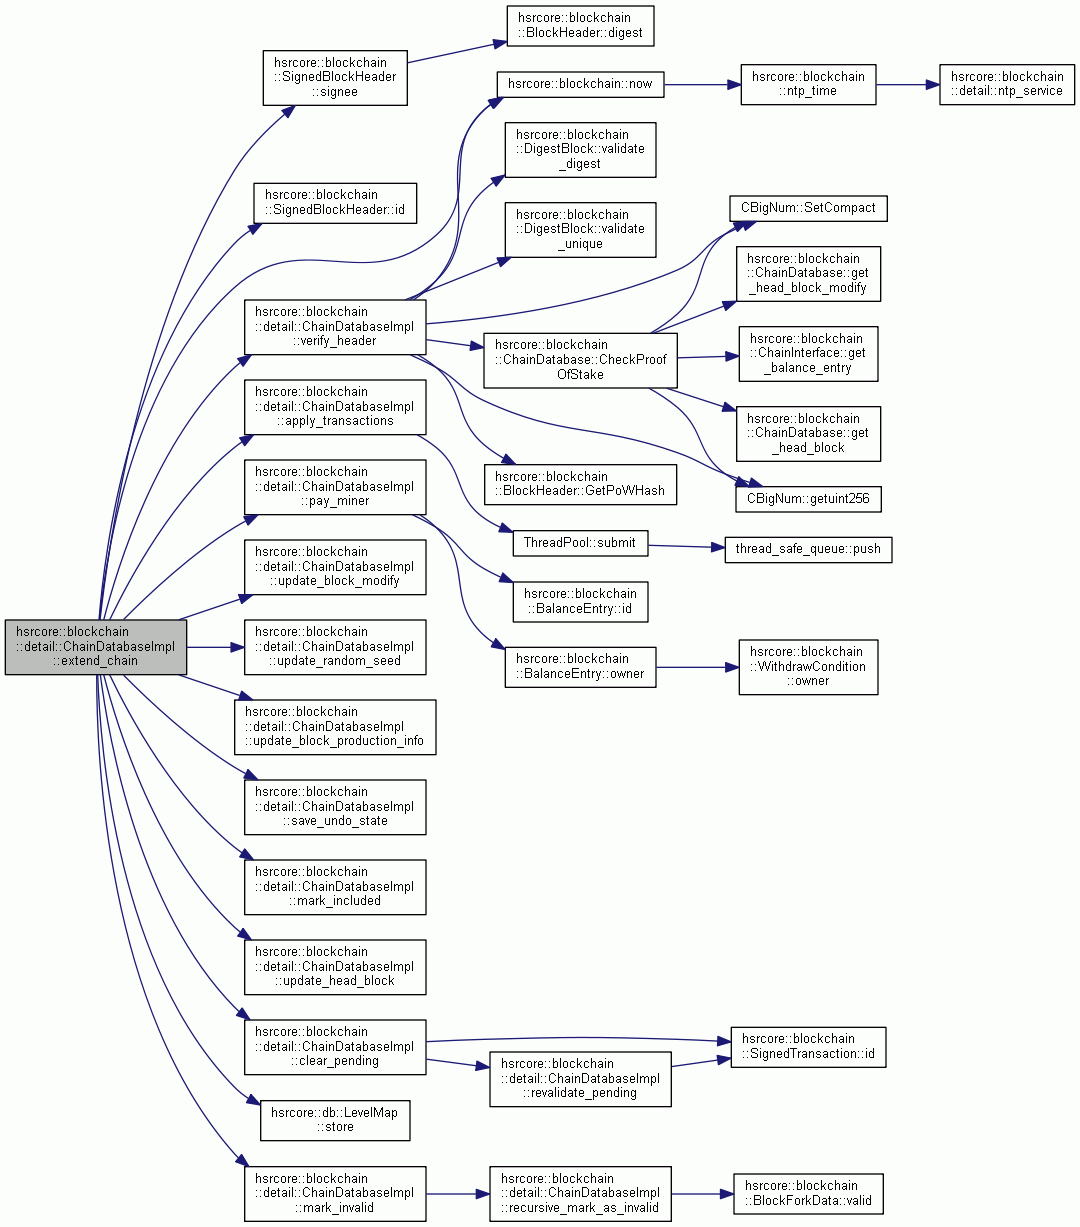 hsrcore::blockchain
::BlockHeader::digest
hsrcore::blockchain
::SignedBlockHeader
::signee
hsrcore::blockchain::now
hsrcore::blockchain
::ntp_time
hsrcore::blockchain
::detail::ntp_service
hsrcore::blockchain
::DigestBlock::validate
_digest
hsrcore::blockchain
::SignedBlockHeader::id
hsrcore::blockchain
::DigestBlock::validate
_unique
CBigNum::SetCompact
hsrcore::blockchain
::ChainDatabase::get
_head_block_modify
hsrcore::blockchain
::detail::ChainDatabaseImpl
::verify_header
hsrcore::blockchain
::ChainDatabase::CheckProof
OfStake
hsrcore::blockchain
::ChainInterface::get
_balance_entry
hsrcore::blockchain
::detail::ChainDatabaseImpl
::apply_transactions
hsrcore::blockchain
::ChainDatabase::get
_head_block
hsrcore::blockchain
::detail::ChainDatabaseImpl
::pay_miner
hsrcore::blockchain
::BlockHeader::GetPoWHash
CBigNum::getuint256
ThreadPool::submit
thread_safe_queue::push
hsrcore::blockchain
::detail::ChainDatabaseImpl
::update_block_modify
hsrcore::blockchain
::BalanceEntry::id
hsrcore::blockchain
::detail::ChainDatabaseImpl
::extend_chain
hsrcore::blockchain
::detail::ChainDatabaseImpl
::update_random_seed
hsrcore::blockchain
::BalanceEntry::owner
hsrcore::blockchain
::WithdrawCondition
::owner
hsrcore::blockchain
::detail::ChainDatabaseImpl
::update_block_production_info
hsrcore::blockchain
::detail::ChainDatabaseImpl
::save_undo_state
hsrcore::blockchain
::detail::ChainDatabaseImpl
::mark_included
hsrcore::blockchain
::detail::ChainDatabaseImpl
::update_head_block
hsrcore::blockchain
::detail::ChainDatabaseImpl
::clear_pending
hsrcore::blockchain
::detail::ChainDatabaseImpl
::revalidate_pending
hsrcore::blockchain
::SignedTransaction::id
hsrcore::db::LevelMap
::store
hsrcore::blockchain
::detail::ChainDatabaseImpl
::mark_invalid
hsrcore::blockchain
::detail::ChainDatabaseImpl
::recursive_mark_as_invalid
hsrcore::blockchain
::BlockForkData::valid